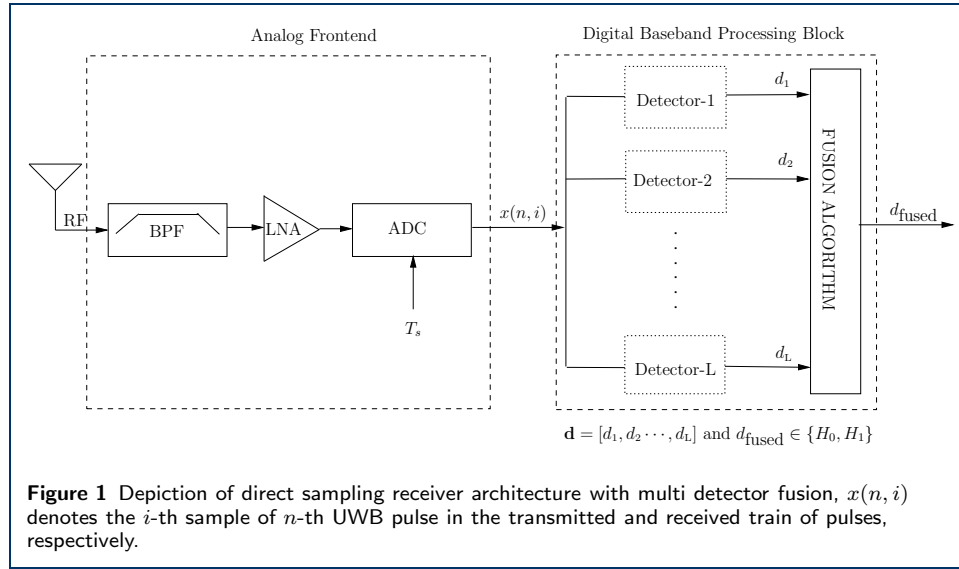 Analog Frontend
Digital Baseband Processing Block
RF
BPF
LNA
ADC
T_s
x(n, i)
Detector-1
d_1
Detector-2
d_2
Detector-L
d_L
FUSION ALGORITHM
d_fused
d = [d_1, d_2 ⋯ , d_L] and d_fused ∈ {H_0, H_1}
Figure 1 Depiction of direct sampling receiver architecture with multi detector fusion, x(n, i)
denotes the i-th sample of n-th UWB pulse in the transmitted and received train of pulses,
respectively.